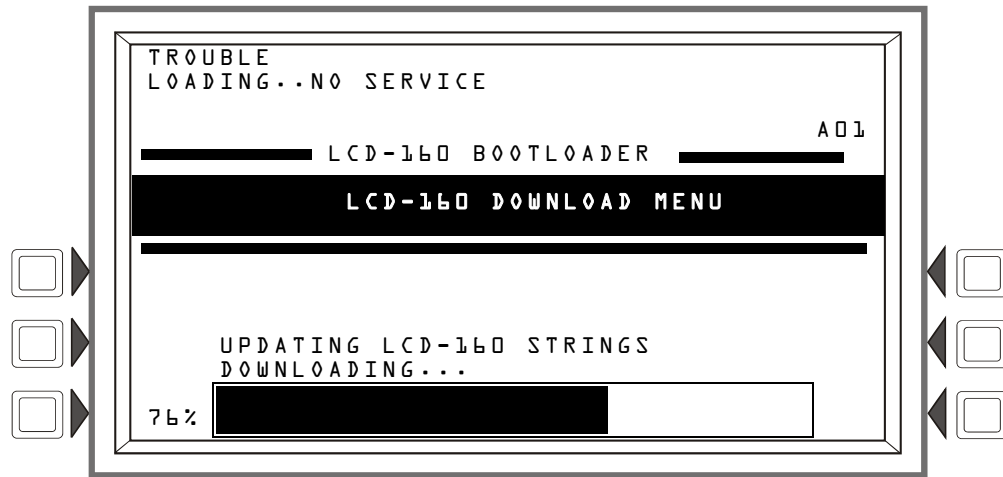 TROUBLE
LOADING..NO SERVICE
A01
LCD-160 BOOTLOADER
LCD-160 DOWNLOAD MENU
UPDATING LCD-160 STRINGS
DOWNLOADING...
76%